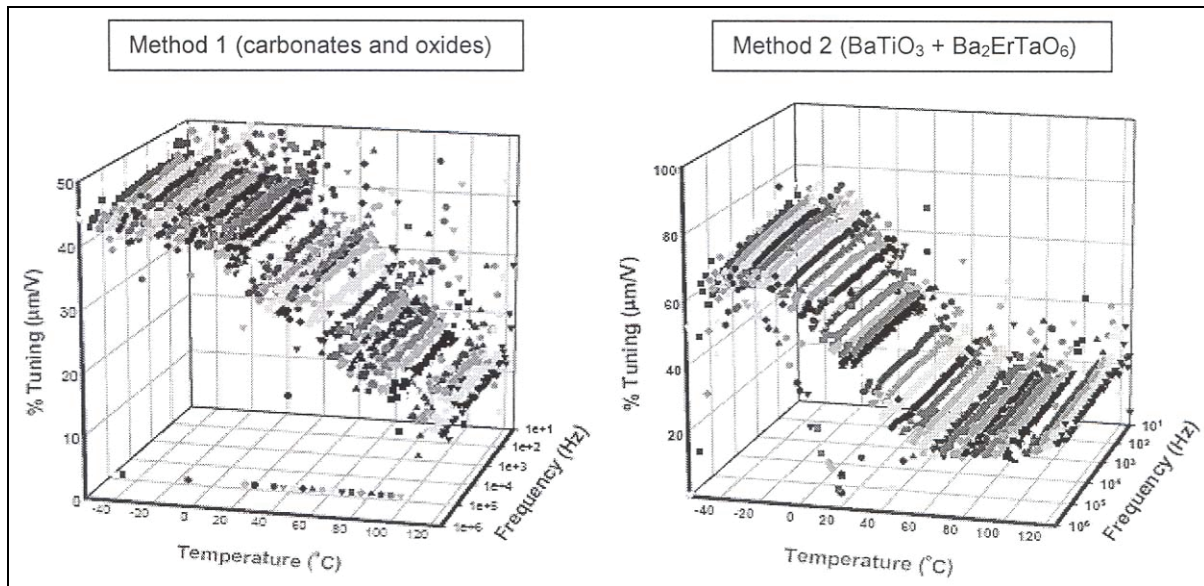 Method 1 (carbonates and oxides)
50
40
30
20
10
0
% Tuning (µm/V)
-40 -20 0 20 40 60 80 100 120
Temperature (˚C)
1e+1
1e+2
1e+3
1e+4
1e+5
1e+6
Frequency (Hz)
Method 2 (BaTiO₃ + Ba₂ErTaO₆)
100
80
60
40
20
% Tuning (µm/V)
-40 -20 0 20 40 60 80 100 120
Temperature (˚C)
10¹
10²
10³
10⁴
10⁵
10⁶
Frequency (Hz)